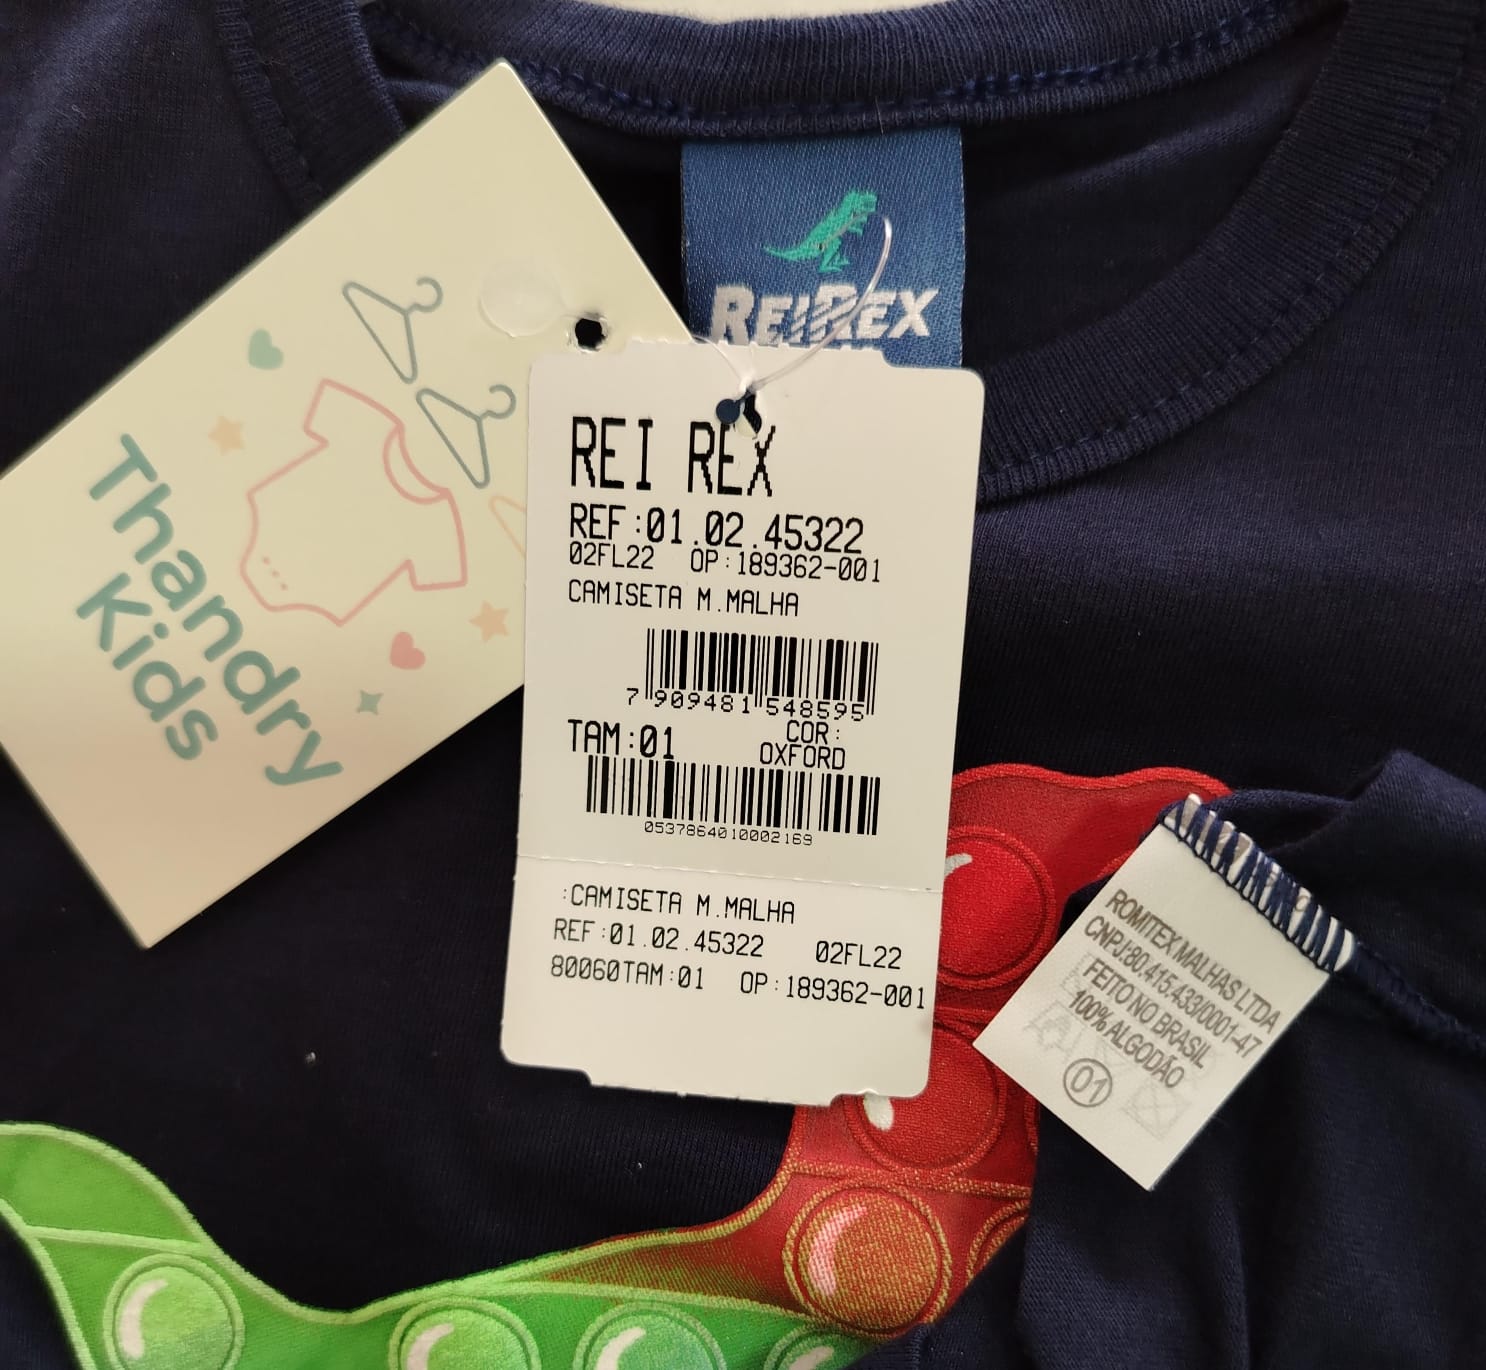 REIREX
Thandry
Kids
REI REX
REF:01.02.45322
02FL22 OP:189362-001
CAMISETA M.MALHA
7 909481 548595
TAM:01
COR:
OXFORD
0537864010002169
:CAMISETA M.MALHA
REF:01.02.45322 02FL22
80060TAM:01 OP:189362-001
ROMITEX MALHAS LTDA
CNPJ:80.415.433/0001-47
FEITO NO BRASIL
100% ALGODÃO
01